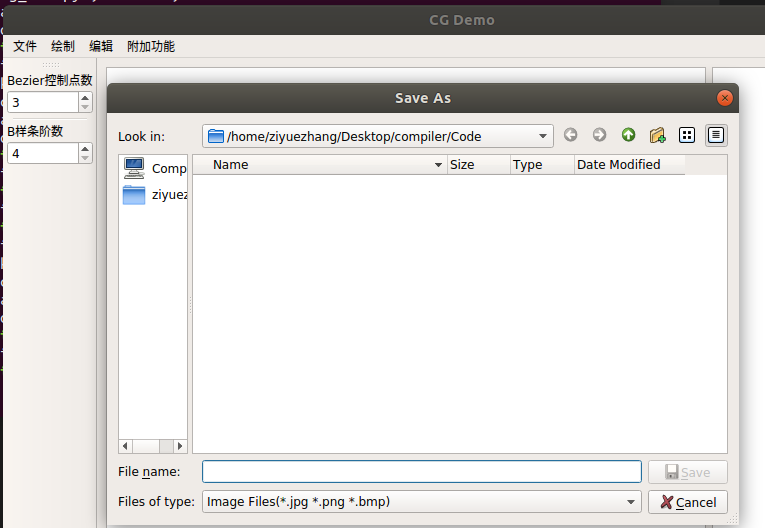 CG Demo
文件 绘制 编辑 附加功能
Bezier控制点数
3
B样条阶数
4
Save As
Look in: /home/ziyuezhang/Desktop/compiler/Code
Comp
ziyuez
Name Size Type Date Modified
File name: Save
Files of type: Image Files(*.jpg *.png *.bmp) Cancel